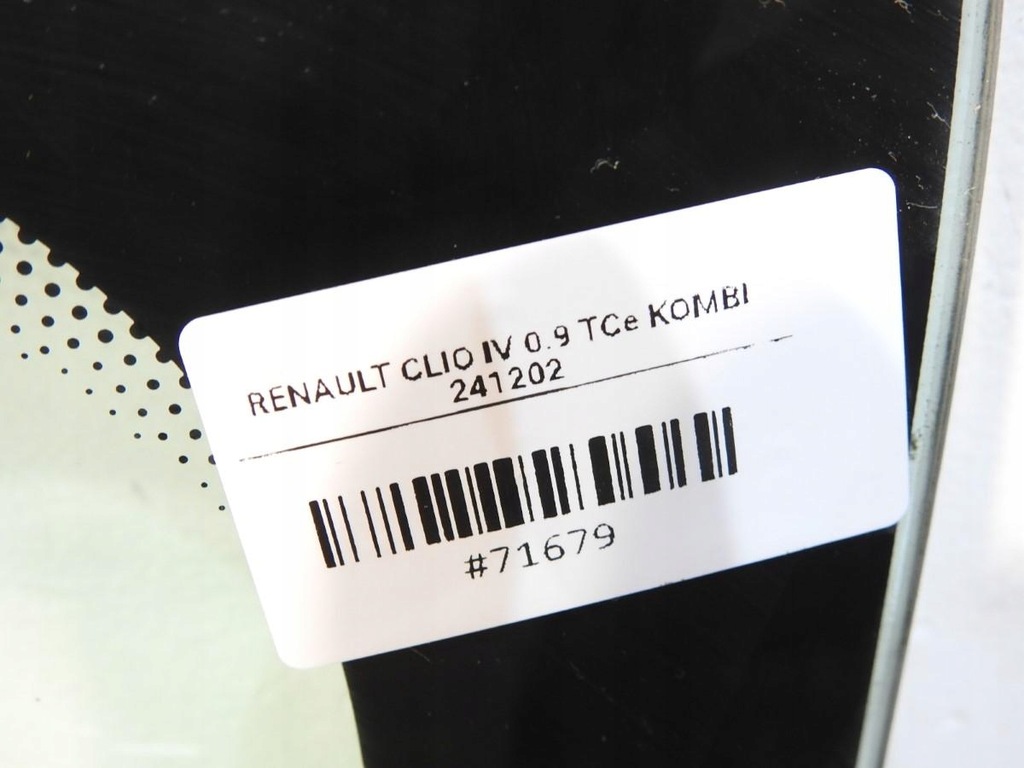 RENAULT CLIO IV 0.9 TCe KOMBI
241202
#71679